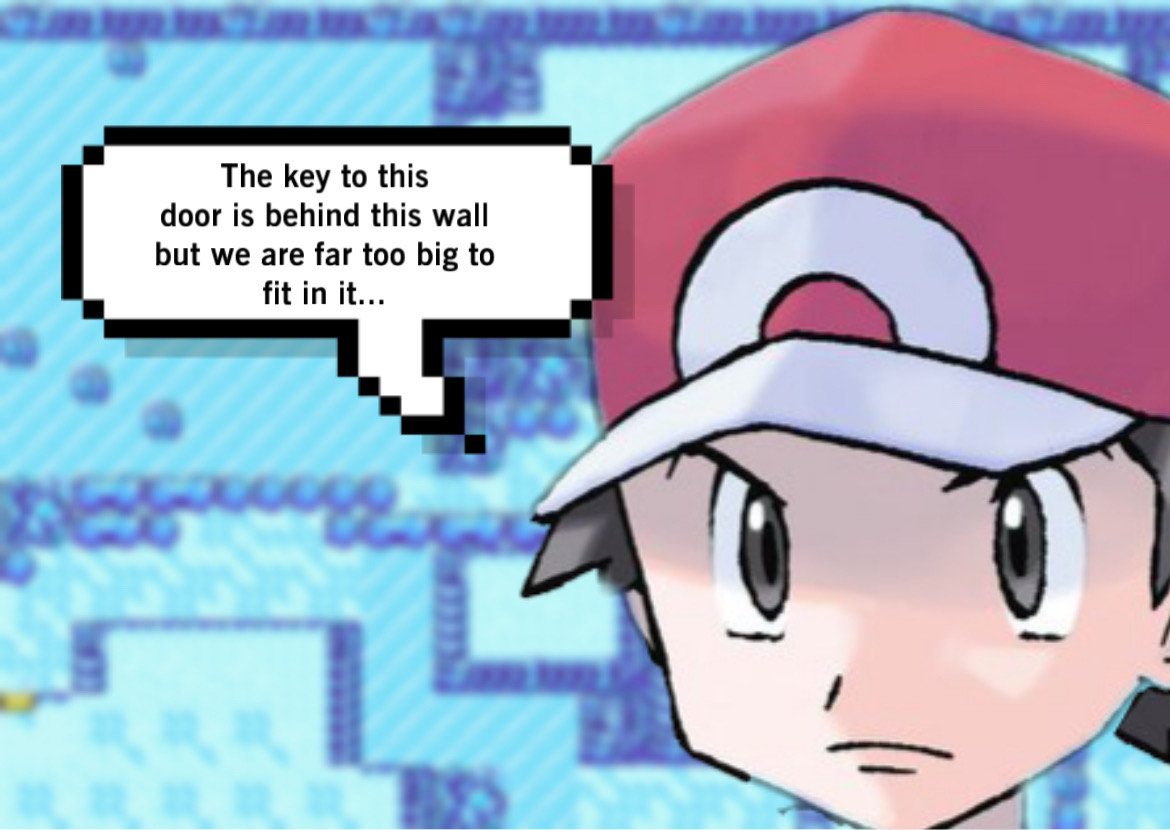 The key to this
door is behind this wall
but we are far too big to
fit in it...